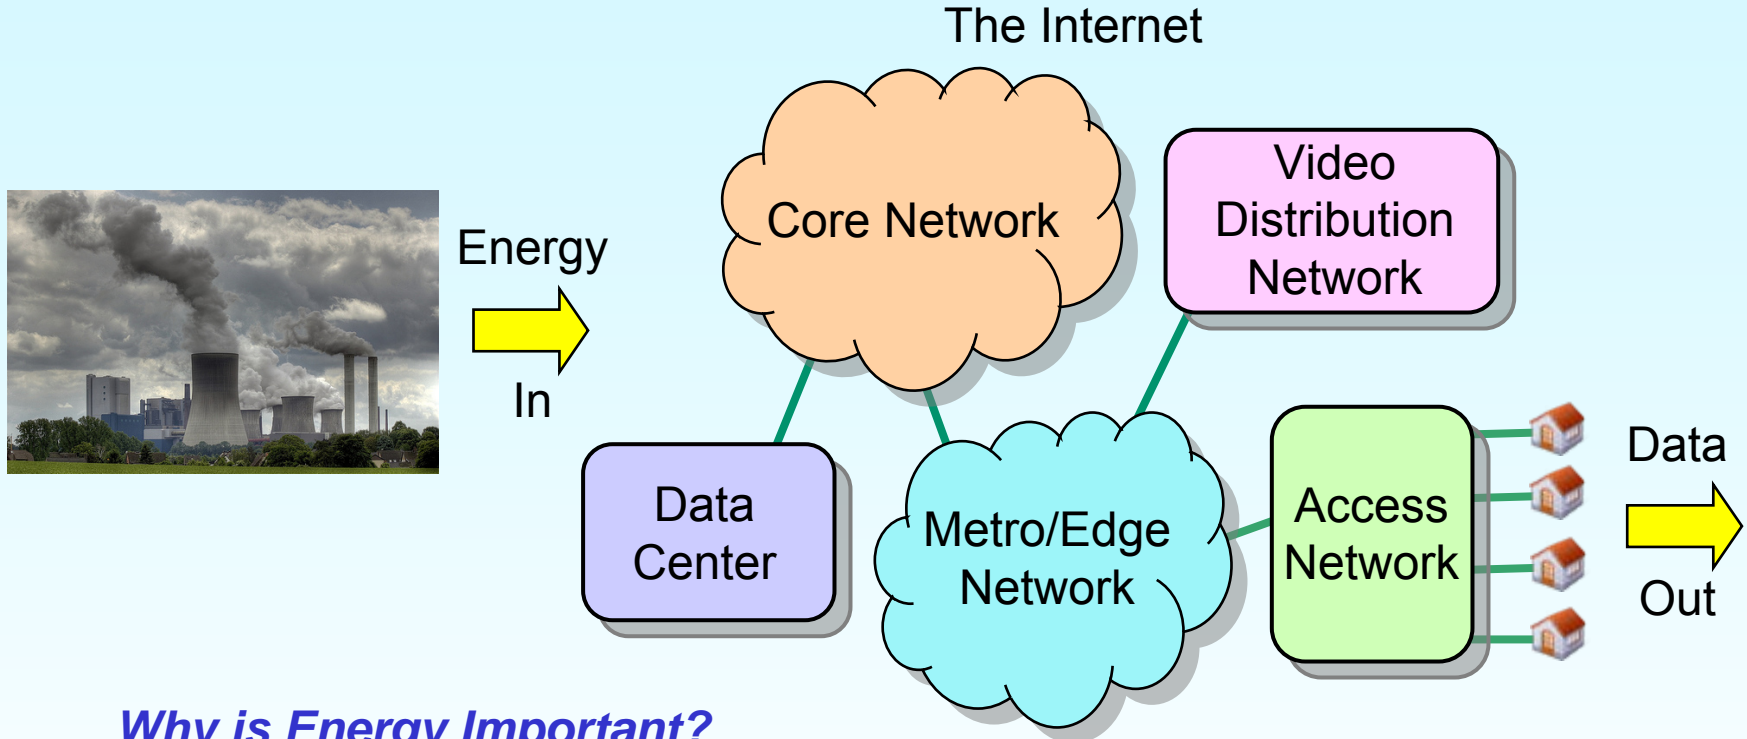 The Internet
Core Network
Video
Distribution
Network
Energy
In
Data
Center
Metro/Edge
Network
Access
Network
Data
Out
Why is Energy Important?